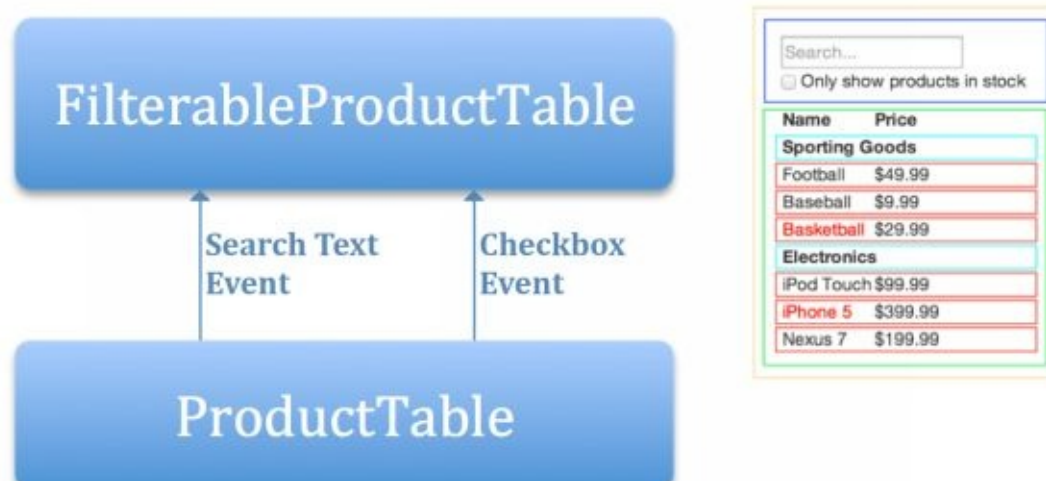 FilterableProductTable
Search Text
Event
Checkbox
Event
ProductTable
Search...
Only show products in stock
Name Price
Sporting Goods
Football $49.99
Baseball $9.99
Basketball $29.99
Electronics
iPod Touch $99.99
iPhone 5 $399.99
Nexus 7 $199.99